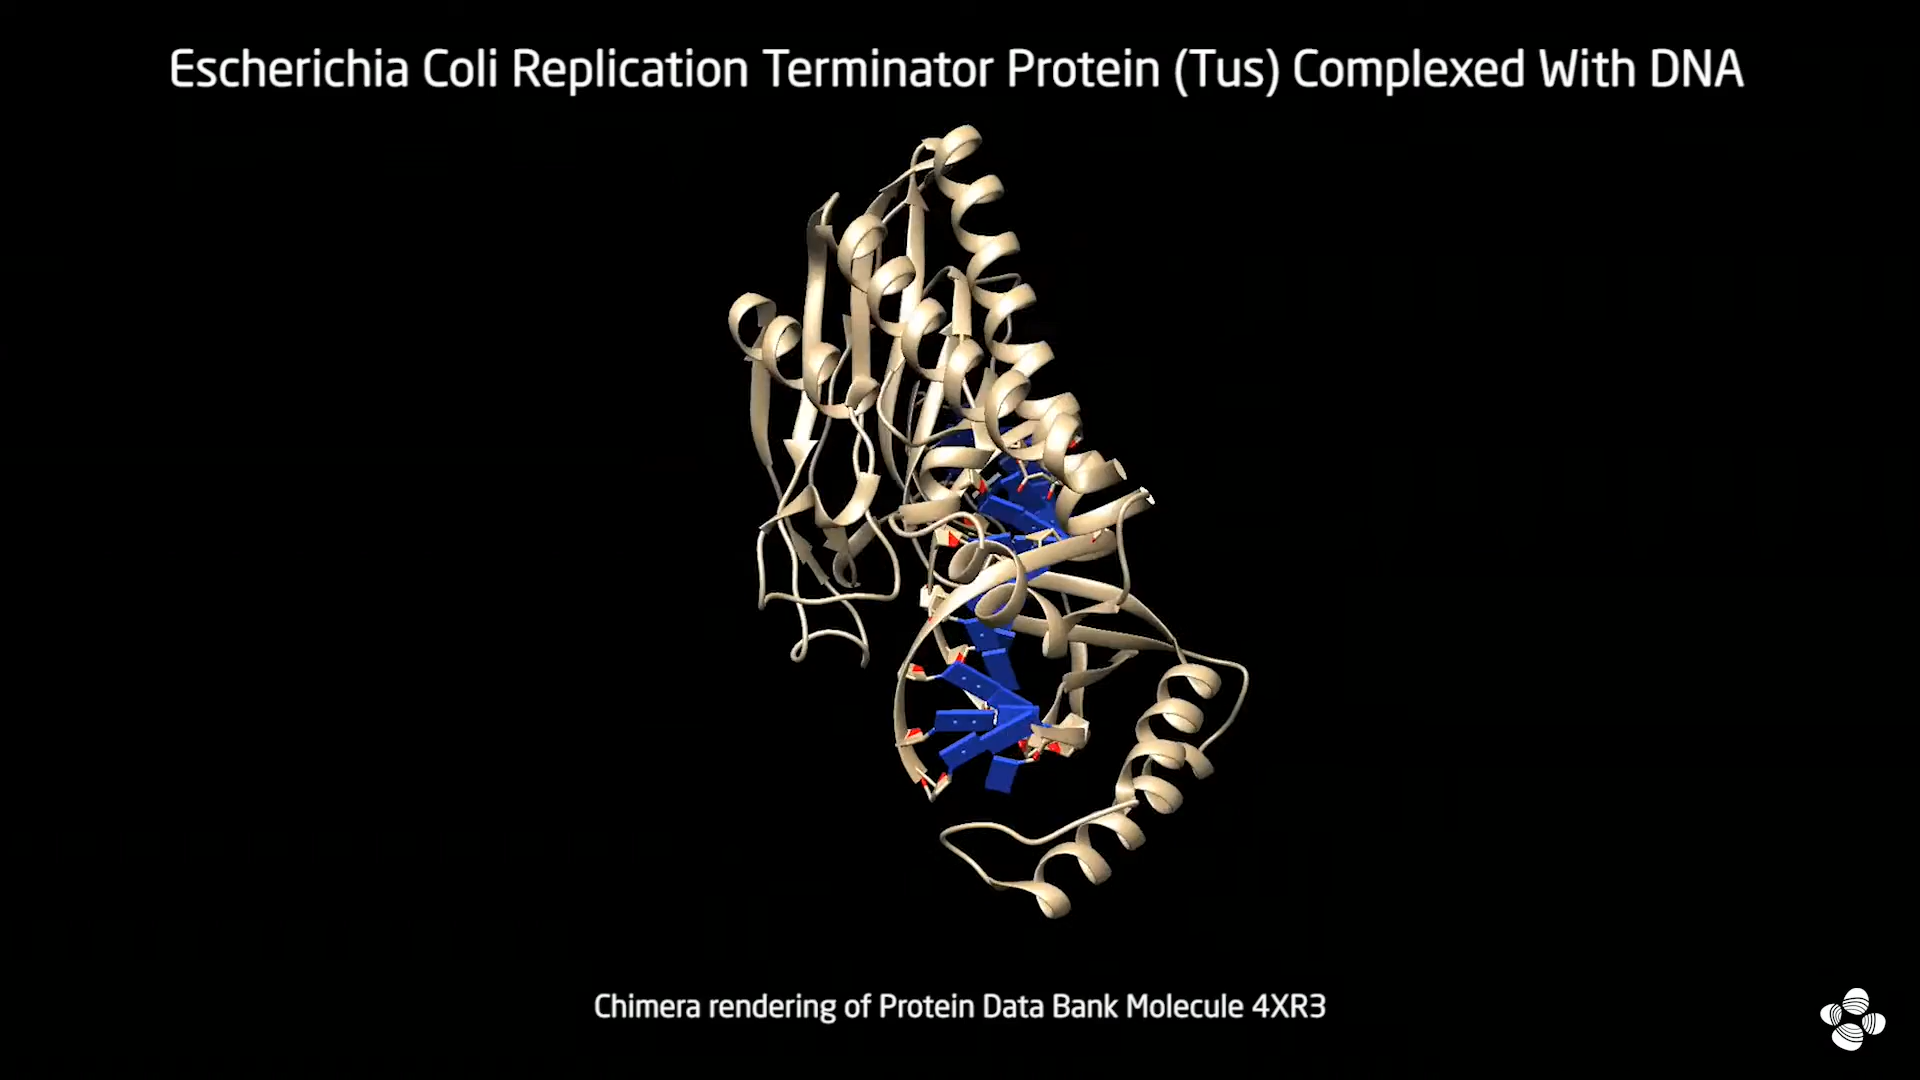 Escherichia Coli Replication Terminator Protein (Tus) Complexed With DNA
Chimera rendering of Protein Data Bank Molecule 4XR3